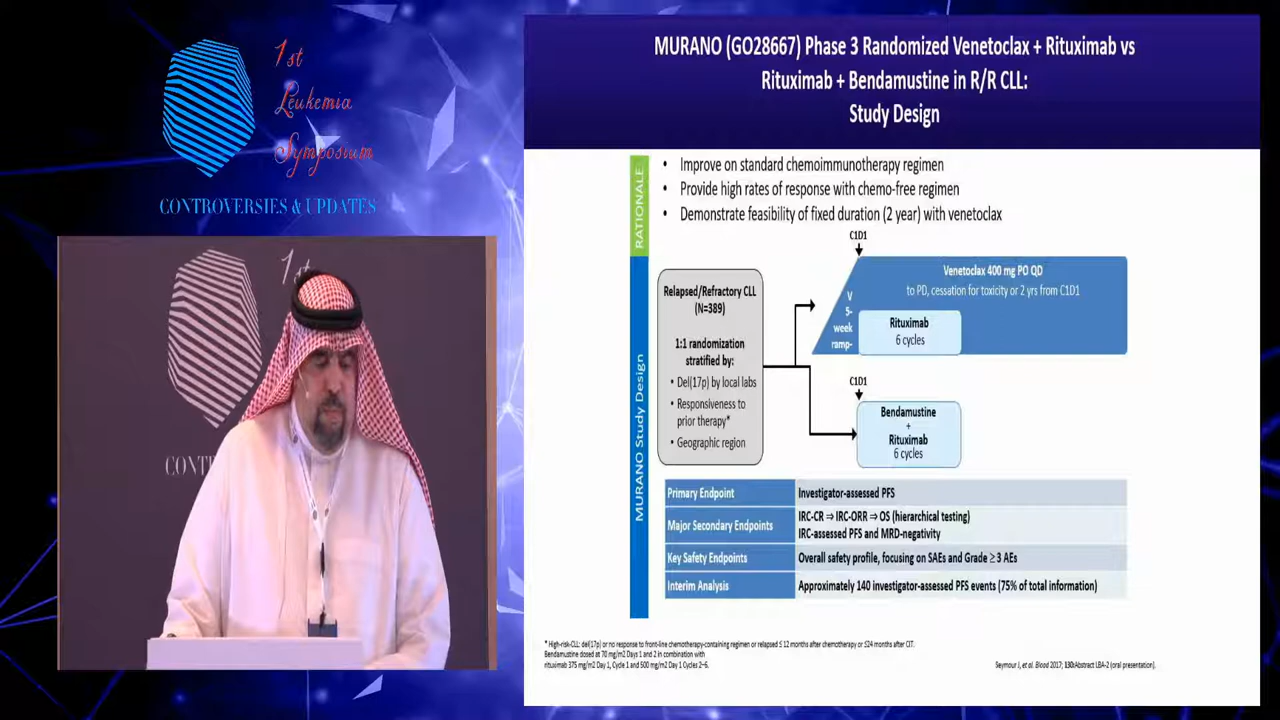 1st
Leukemia
Symposium
CONTROVERSIES & UPDATES
1st
CONTR
MURANO (GO28667) Phase 3 Randomized Venetoclax + Rituximab vs
Rituximab + Bendamustine in R/R CLL:
Study Design
RATIONALE
• Improve on standard chemoimmunotherapy regimen
• Provide high rates of response with chemo-free regimen
• Demonstrate feasibility of fixed duration (2 year) with venetoclax
MURANO Study Design
Relapsed/Refractory CLL
(N=389)
1:1 randomization
stratified by:
• Del(17p) by local labs
• Responsiveness to
prior therapy*
• Geographic region
C1D1
Venetoclax 400 mg PO QD
to PD, cessation for toxicity or 2 yrs from C1D1
V
5-
week
ramp-
Rituximab
6 cycles
C1D1
Bendamustine
+
Rituximab
6 cycles
Primary Endpoint Investigator-assessed PFS
Major Secondary Endpoints IRC-CR ⇒ IRC-ORR ⇒ OS (hierarchical testing)
IRC-assessed PFS and MRD-negativity
Key Safety Endpoints Overall safety profile, focusing on SAEs and Grade ≥ 3 AEs
Interim Analysis Approximately 140 investigator-assessed PFS events (75% of total information)
* High-risk-CLL: del(17p) or no response to front-line chemotherapy-containing regimen or relapsed ≤ 12 months after chemotherapy or ≤24 months after CIT.
Bendamustine dosed at 70 mg/m2 Days 1 and 2 in combination with
rituximab 375 mg/m2 Day 1, Cycle 1 and 500 mg/m2 Day 1 Cycles 2–6.
Seymour J, et al. Blood 2017; 130:Abstract LBA-2 (oral presentation).